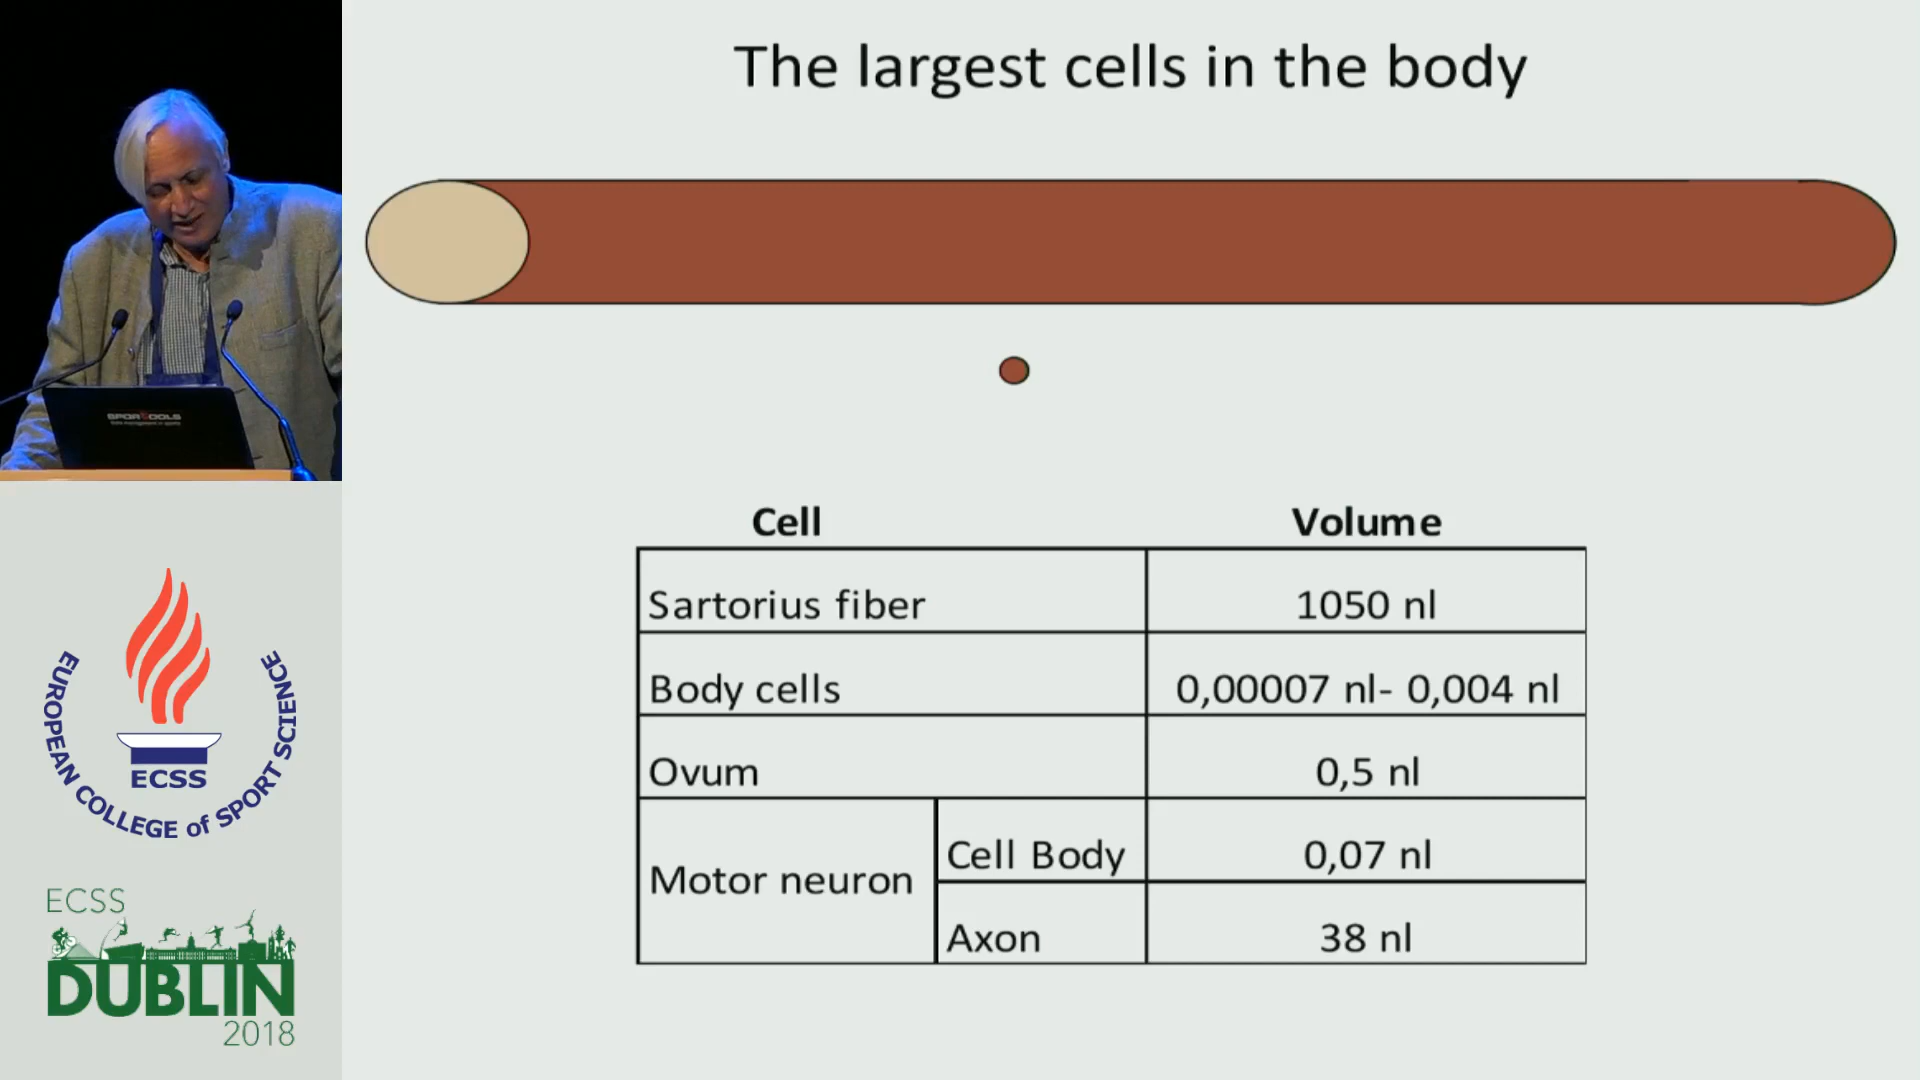 The largest cells in the body
Cell Volume
Sartorius fiber 1050 nl
Body cells 0,00007 nl- 0,004 nl
Ovum 0,5 nl
Motor neuron Cell Body 0,07 nl
Axon 38 nl
EUROPEAN COLLEGE of SPORT SCIENCE
ECSS
ECSS
DUBLIN
2018